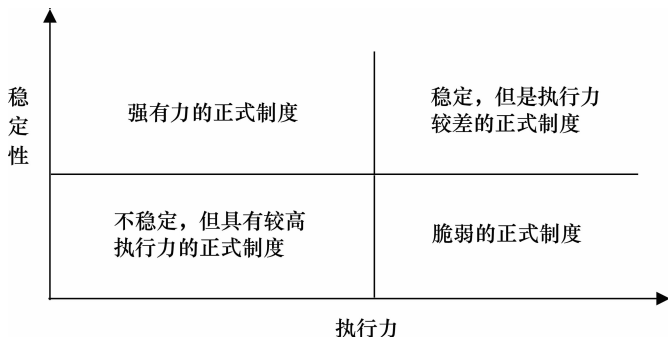 稳
定
性
强有力的正式制度
稳定，但是执行力
较差的正式制度
不稳定，但具有较高
执行力的正式制度
脆弱的正式制度
执行力